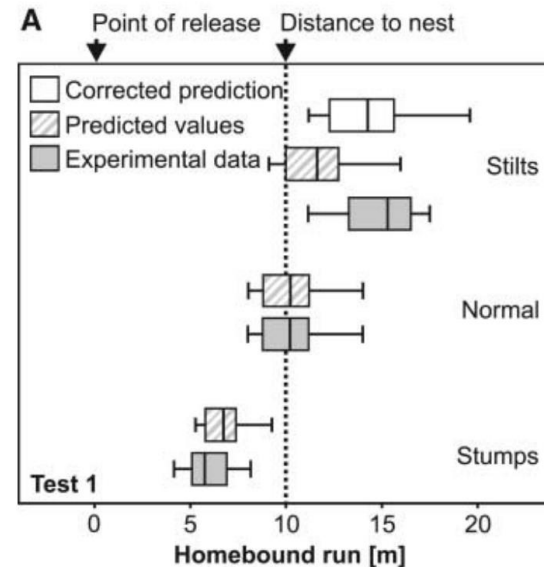 A Point of release Distance to nest
Corrected prediction
Predicted values
Experimental data
Stilts
Normal
Stumps
Test 1
0 5 10 15 20
Homebound run [m]